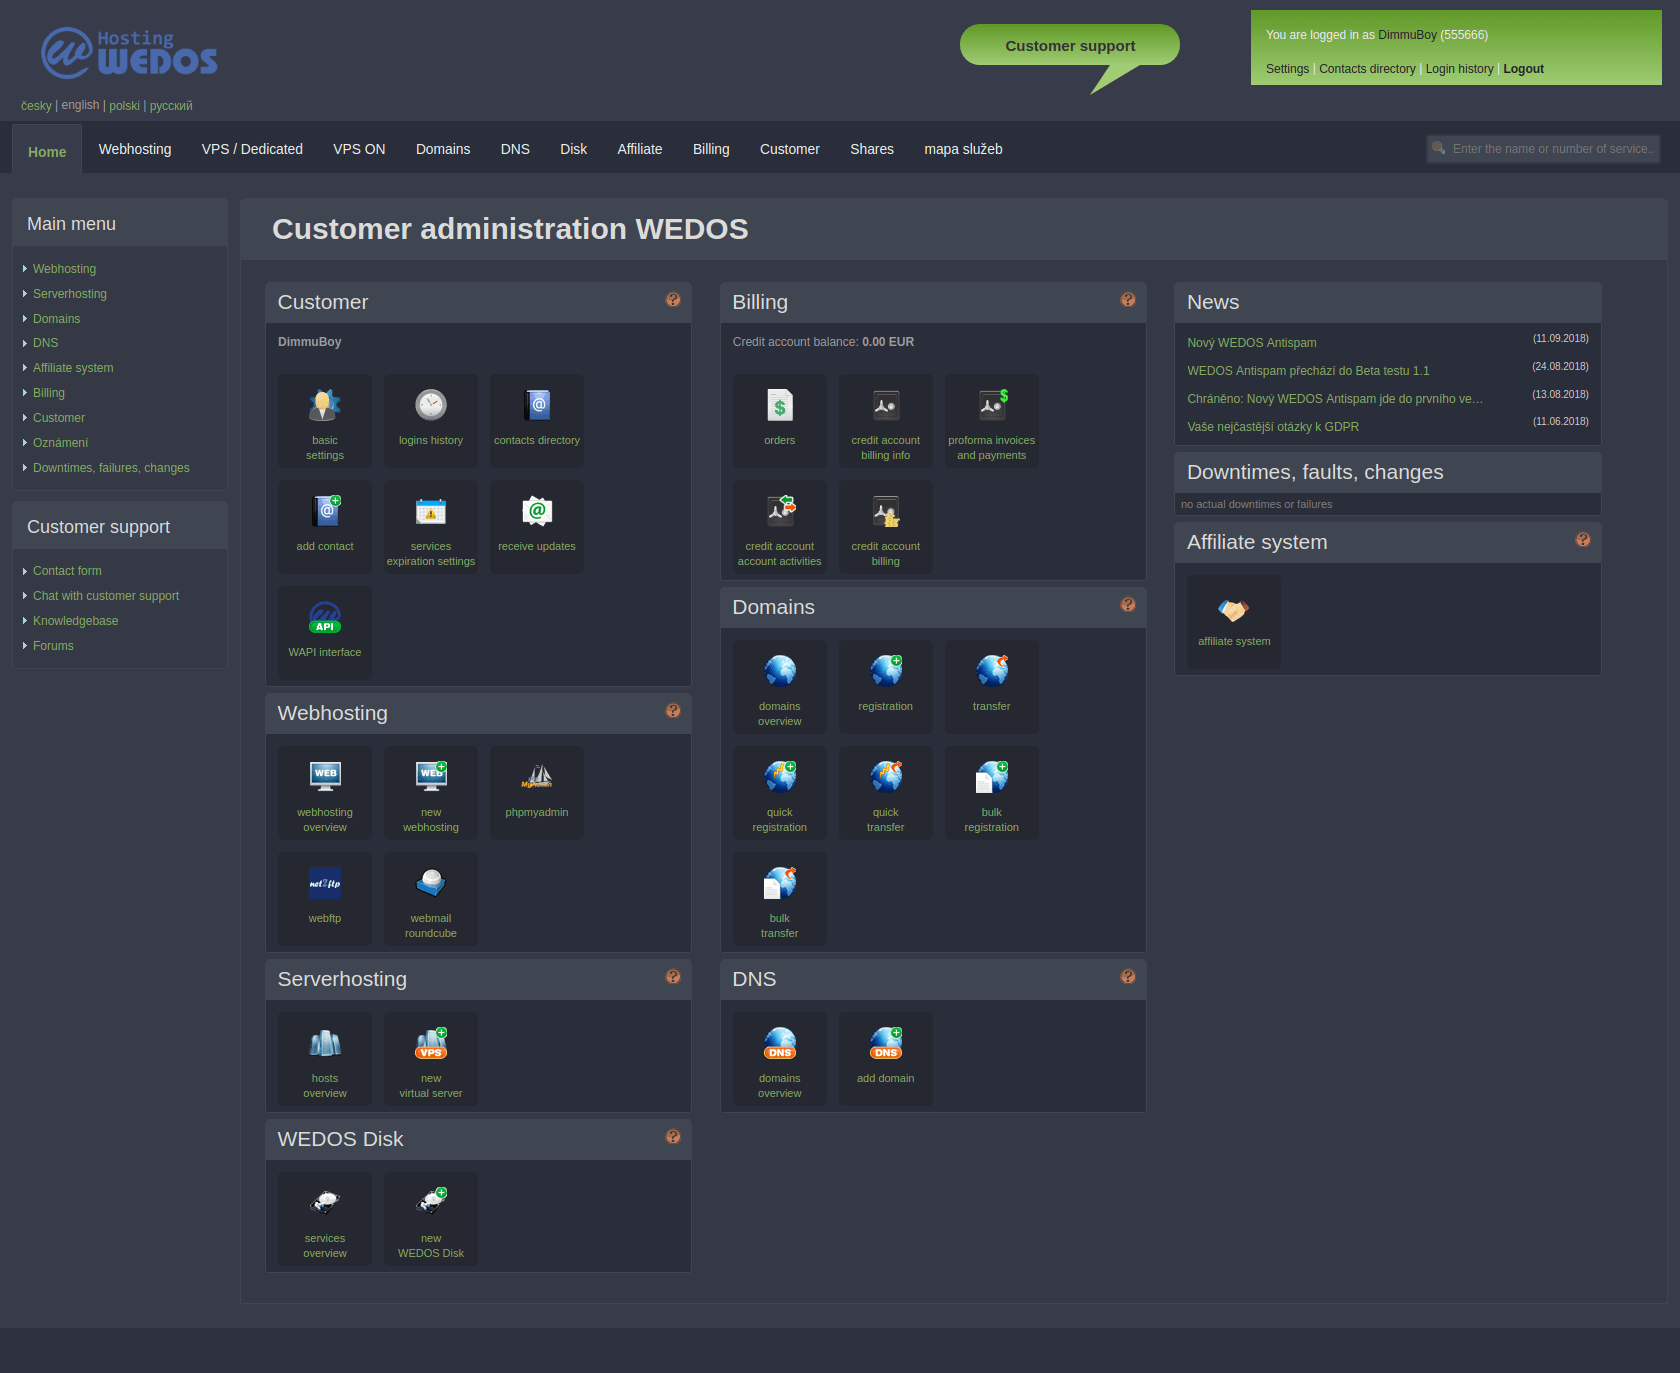 Hosting
WEDOS
Customer support
You are logged in as DimmuBoy (555666)
Settings | Contacts directory | Login history | Logout
česky | english | polski | русский
Home Webhosting VPS / Dedicated VPS ON Domains DNS Disk Affiliate Billing Customer Shares mapa služeb
Enter the name or number of service..
Main menu
Webhosting
Serverhosting
Domains
DNS
Affiliate system
Billing
Customer
Oznámení
Downtimes, failures, changes
Customer support
Contact form
Chat with customer support
Knowledgebase
Forums
Customer administration WEDOS
Customer
DimmuBoy
basic
settings
logins history
contacts directory
add contact
services
expiration settings
receive updates
API
WAPI interface
Webhosting
WEB
webhosting
overview
WEB
new
webhosting
phpmyadmin
net2ftp
webftp
webmail
roundcube
Serverhosting
hosts
overview
VPS
new
virtual server
WEDOS Disk
services
overview
new
WEDOS Disk
Billing
Credit account balance: 0.00 EUR
orders
credit account
billing info
proforma invoices
and payments
credit account
account activities
credit account
billing
Domains
domains
overview
registration
transfer
quick
registration
quick
transfer
bulk
registration
bulk
transfer
DNS
DNS
domains
overview
DNS
add domain
News
Nový WEDOS Antispam (11.09.2018)
WEDOS Antispam přechází do Beta testu 1.1 (24.08.2018)
Chráněno: Nový WEDOS Antispam jde do prvního ve… (13.08.2018)
Vaše nejčastější otázky k GDPR (11.06.2018)
Downtimes, faults, changes
no actual downtimes or failures
Affiliate system
affiliate system